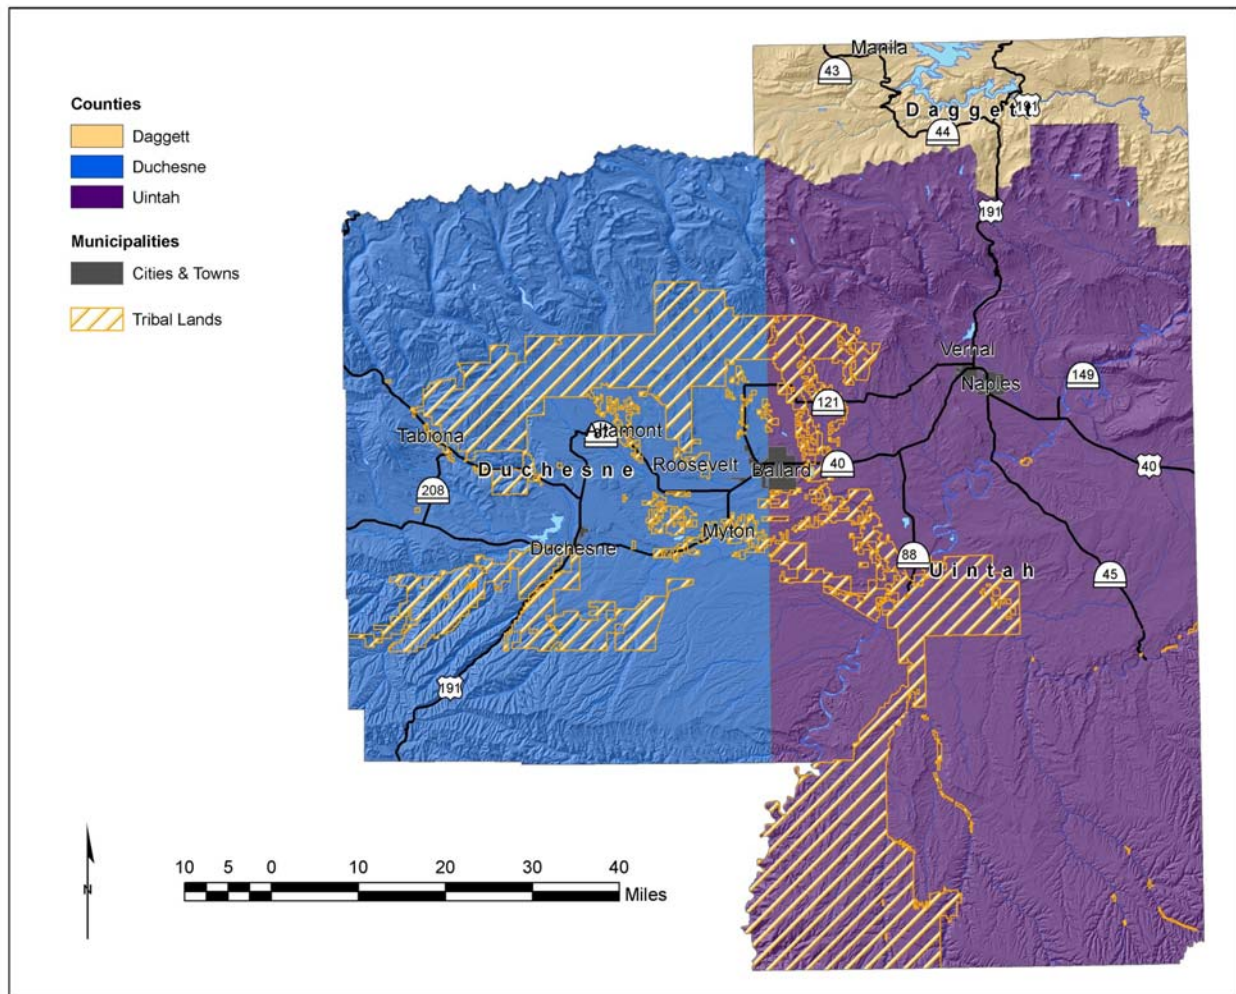 Manila
43
Daggett
191
44
Counties
Daggett
Duchesne
Uintah
191
Municipalities
Cities & Towns
Tribal Lands
Vernal
149
Naples
121
Tabiona
Altamont
87
Roosevelt
Ballard
40
40
Duchesne
208
Myton
Duchesne
88
Uintah
45
191
N
10 5 0 10 20 30 40
Miles